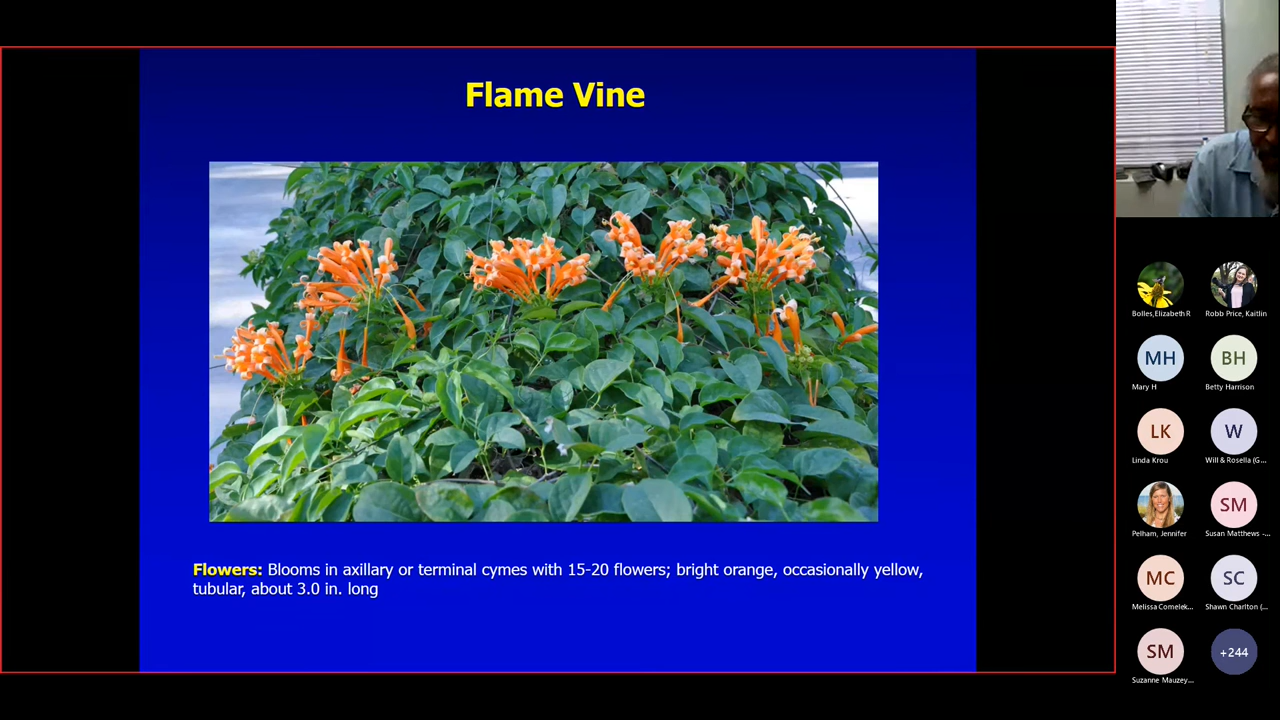 Flame Vine
Flowers: Blooms in axillary or terminal cymes with 15-20 flowers; bright orange, occasionally yellow,
tubular, about 3.0 in. long
Bolles,Elizabeth R
Robb Price, Kaitlin
MH
BH
Mary H
Betty Harrison
LK
W
Linda Krou
Will & Rosella (G...
SM
Pelham, Jennifer
Susan Matthews -...
MC
SC
Melissa Comelek...
Shawn Charlton (...
SM
+244
Suzanne Mauzey...